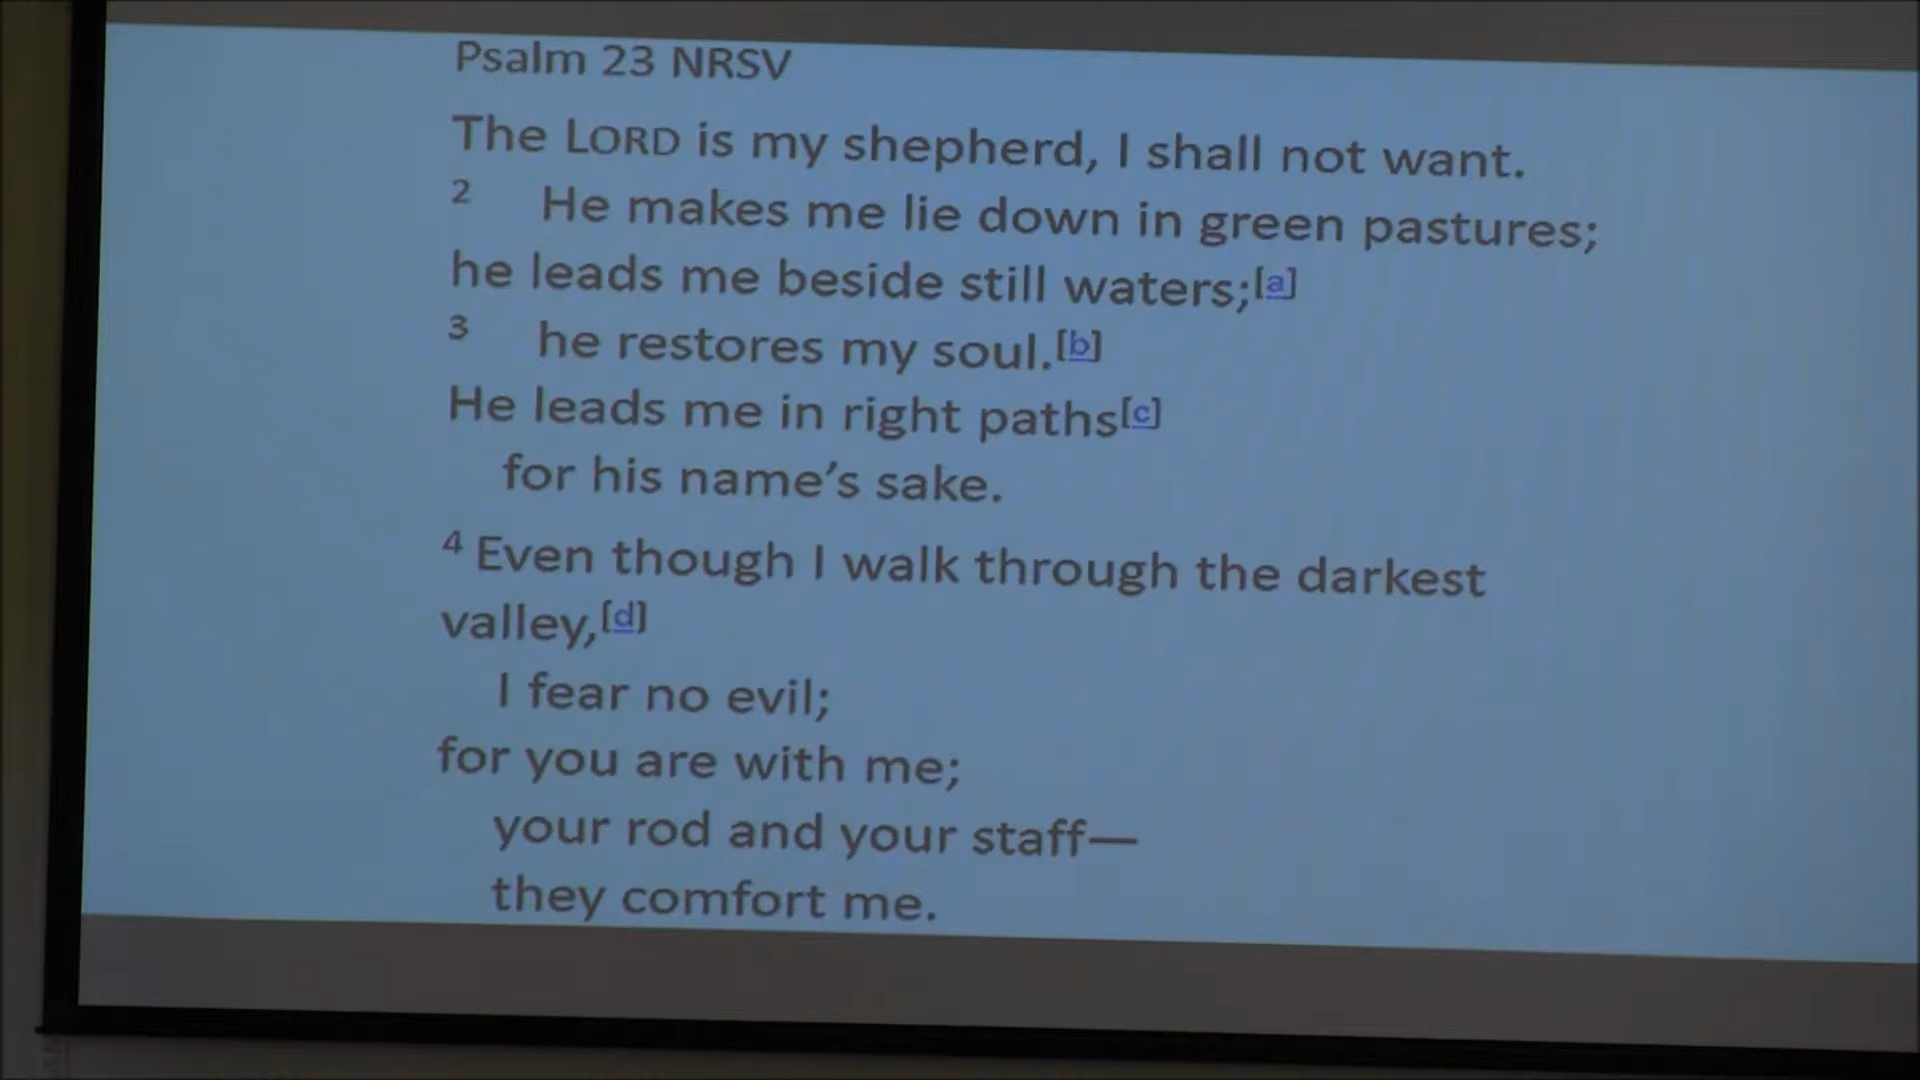 Psalm 23 NRSV
The LORD is my shepherd, I shall not want.
2 He makes me lie down in green pastures;
he leads me beside still waters;[a]
3 he restores my soul.[b]
He leads me in right paths[c]
for his name’s sake.
4 Even though I walk through the darkest
valley,[d]
I fear no evil;
for you are with me;
your rod and your staff—
they comfort me.